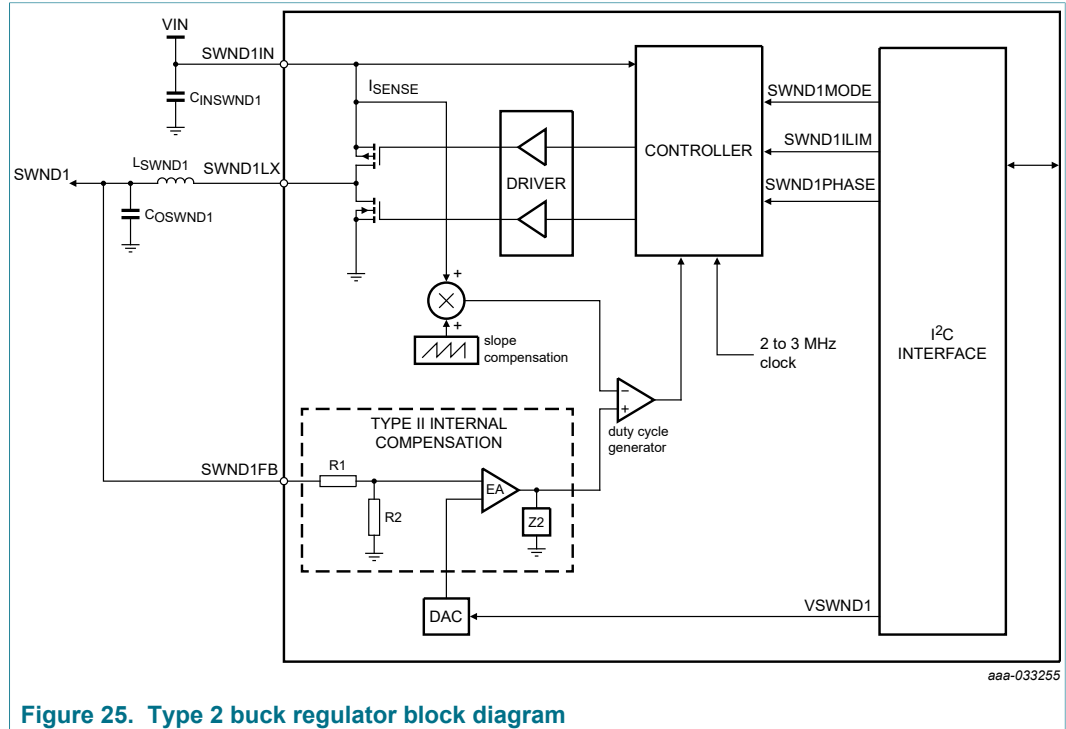 VIN
SWND1IN
CINSWND1
ISENSE
SWND1
LSWND1
SWND1LX
COSWND1
DRIVER
CONTROLLER
SWND1MODE
SWND1ILIM
SWND1PHASE
I2C
INTERFACE
+
+
slope
compensation
2 to 3 MHz
clock
−
+
duty cycle
generator
TYPE II INTERNAL
COMPENSATION
SWND1FB
R1
R2
EA
Z2
DAC
VSWND1
aaa-033255
Figure 25. Type 2 buck regulator block diagram